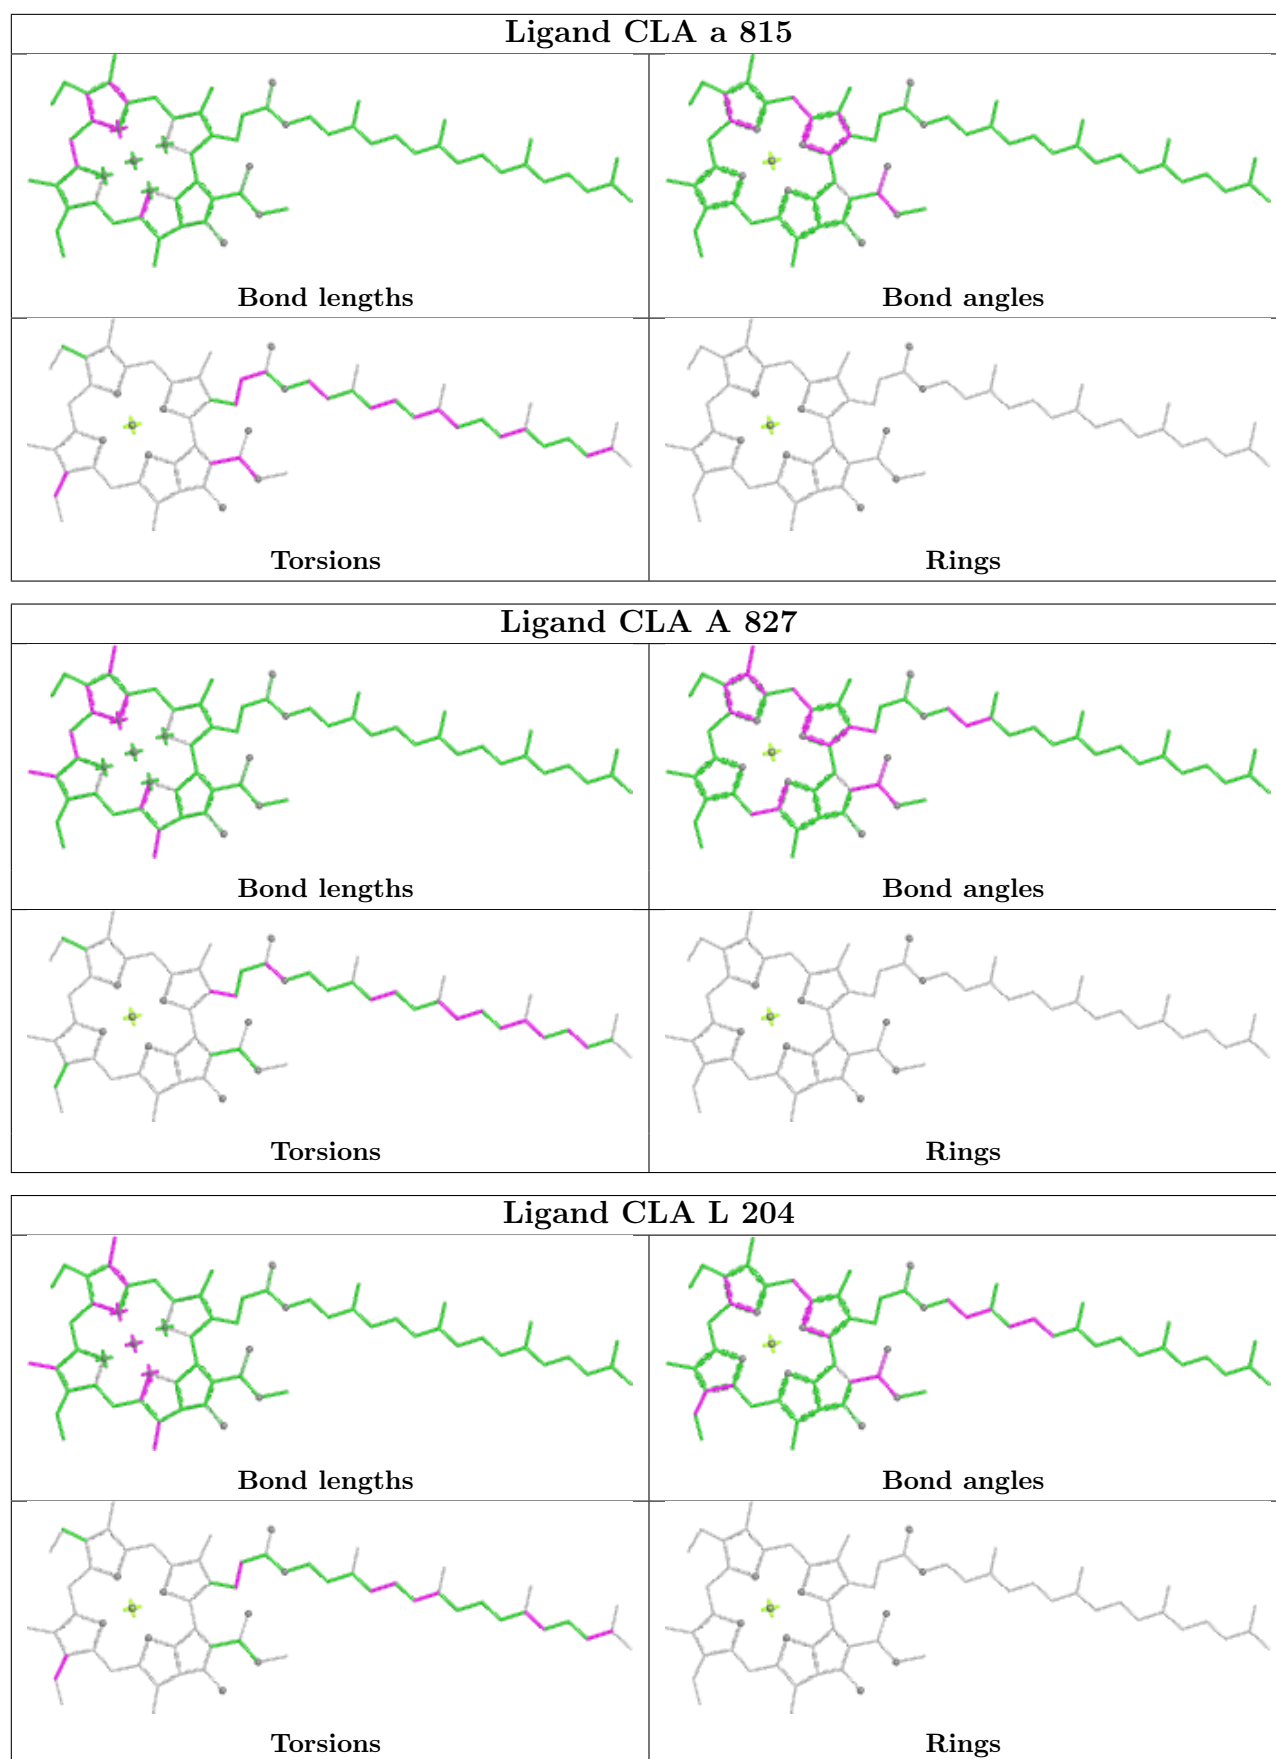 Ligand CLA a 815
Bond lengths
Bond angles
Torsions
Rings
Ligand CLA A 827
Bond lengths
Bond angles
Torsions
Rings
Ligand CLA L 204
Bond lengths
Bond angles
Torsions
Rings